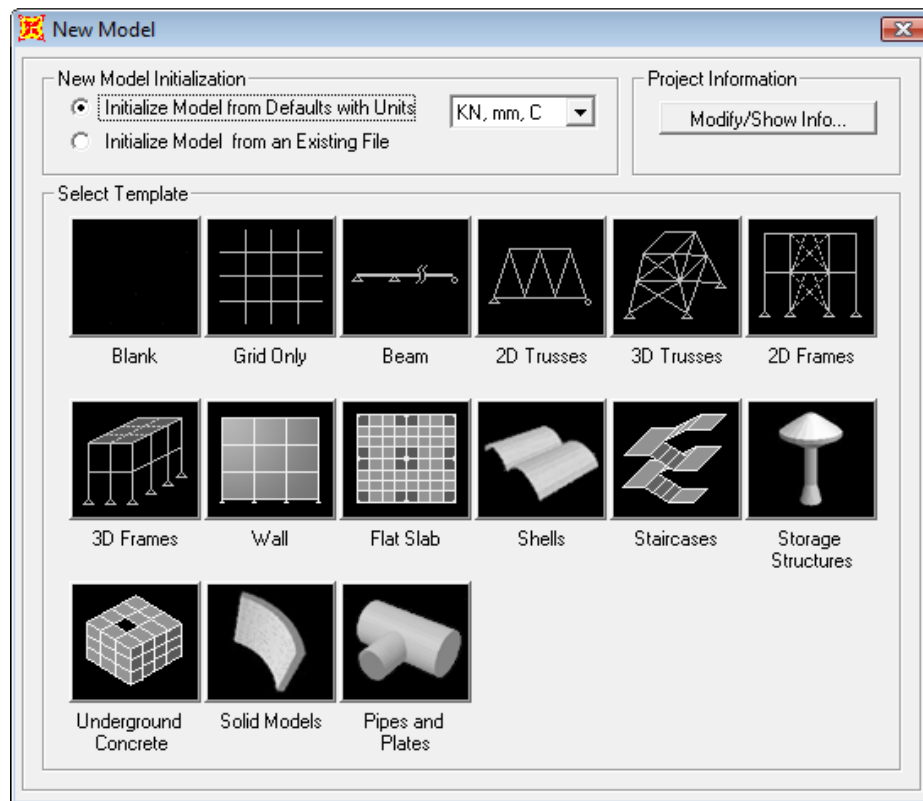 New Model
New Model Initialization
Initialize Model from Defaults with Units
KN, mm, C
Initialize Model from an Existing File
Project Information
Modify/Show Info...
Select Template
Blank
Grid Only
Beam
2D Trusses
3D Trusses
2D Frames
3D Frames
Wall
Flat Slab
Shells
Staircases
Storage
Structures
Underground
Concrete
Solid Models
Pipes and
Plates